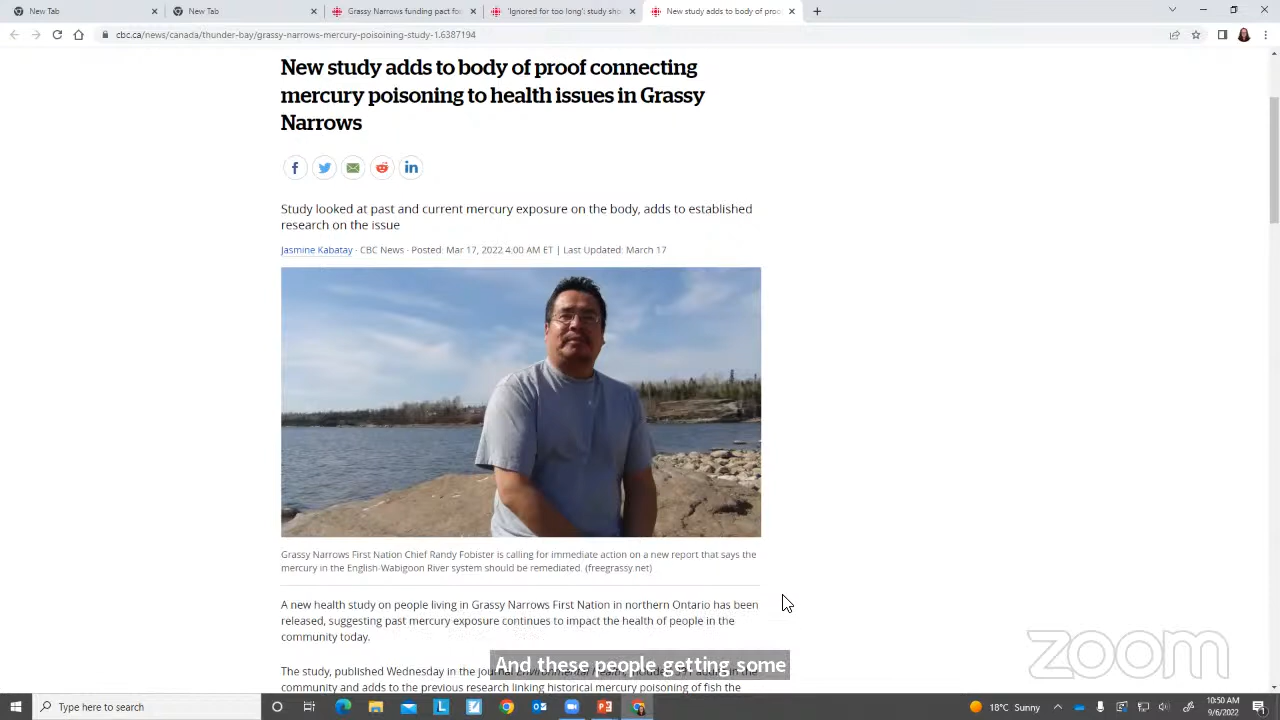 New Tab
New Tab
Grassy Narrows funding pact for
'Ignored for too long': study sho
New study adds to body of proo
cbc.ca/news/canada/thunder-bay/grassy-narrows-mercury-poisoining-study-1.6387194
New study adds to body of proof connecting
mercury poisoning to health issues in Grassy
Narrows
Study looked at past and current mercury exposure on the body, adds to established
research on the issue
Jasmine Kabatay · CBC News · Posted: Mar 17, 2022 4:00 AM ET | Last Updated: March 17
Grassy Narrows First Nation Chief Randy Fobister is calling for immediate action on a new report that says the
mercury in the English-Wabigoon River system should be remediated. (freegrassy.net)
A new health study on people living in Grassy Narrows First Nation in northern Ontario has been
released, suggesting past mercury exposure continues to impact the health of people in the
community today.
And these people getting some
The study, published Wednesday in the journal
community and adds to the previous research linking historical mercury poisoning of fish the
zoom
Type here to search
18°C Sunny
10:50 AM
9/6/2022